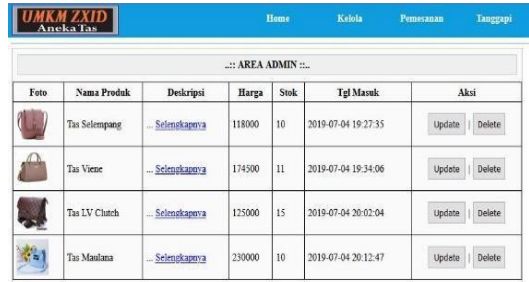 UMKM ZXID
Aneka Tas
Home Kelola Pemesanan Tanggapi
..:: AREA ADMIN ::..
Foto Nama Produk Deskripsi Harga Stok Tgl Masuk Aksi
Tas Selempang ... Selengkapnya 118000 10 2019-07-04 19:27:35 Update | Delete
Tas Viene ... Selengkapnya 174500 11 2019-07-04 19:34:06 Update | Delete
Tas LV Clutch ... Selengkapnya 125000 15 2019-07-04 20:02:04 Update | Delete
Tas Maulana ... Selengkapnya 230000 10 2019-07-04 20:12:47 Update | Delete